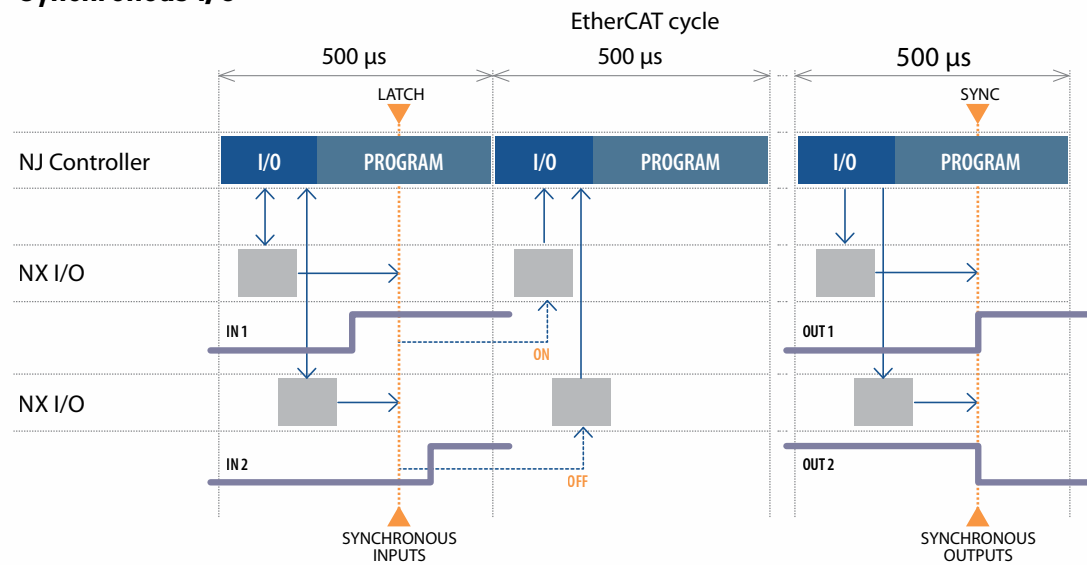 Synchronous I/O
EtherCAT cycle
500 µs
500 µs
500 µs
LATCH
SYNC
NJ Controller
I/O
PROGRAM
I/O
PROGRAM
I/O
PROGRAM
NX I/O
IN 1
OUT 1
ON
NX I/O
IN 2
OUT 2
OFF
SYNCHRONOUS
INPUTS
SYNCHRONOUS
OUTPUTS